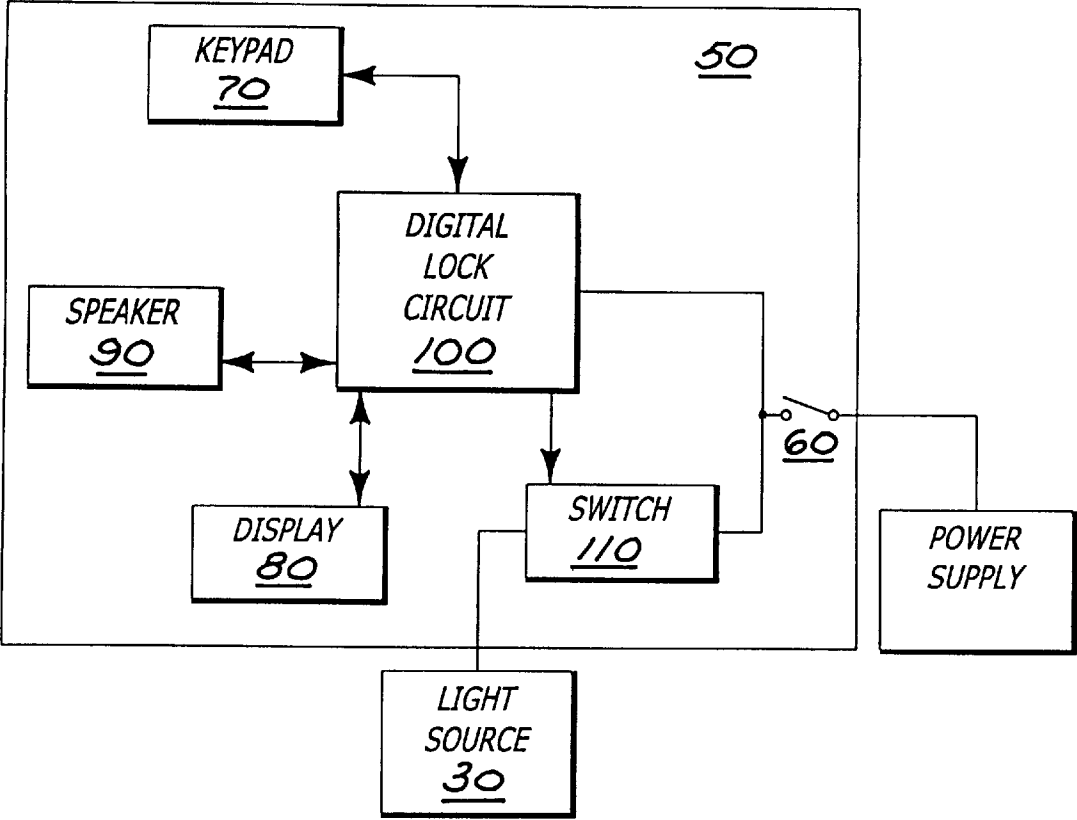 KEYPAD
70
50
DIGITAL
LOCK
CIRCUIT
100
SPEAKER
90
60
DISPLAY
80
SWITCH
110
POWER
SUPPLY
LIGHT
SOURCE
30